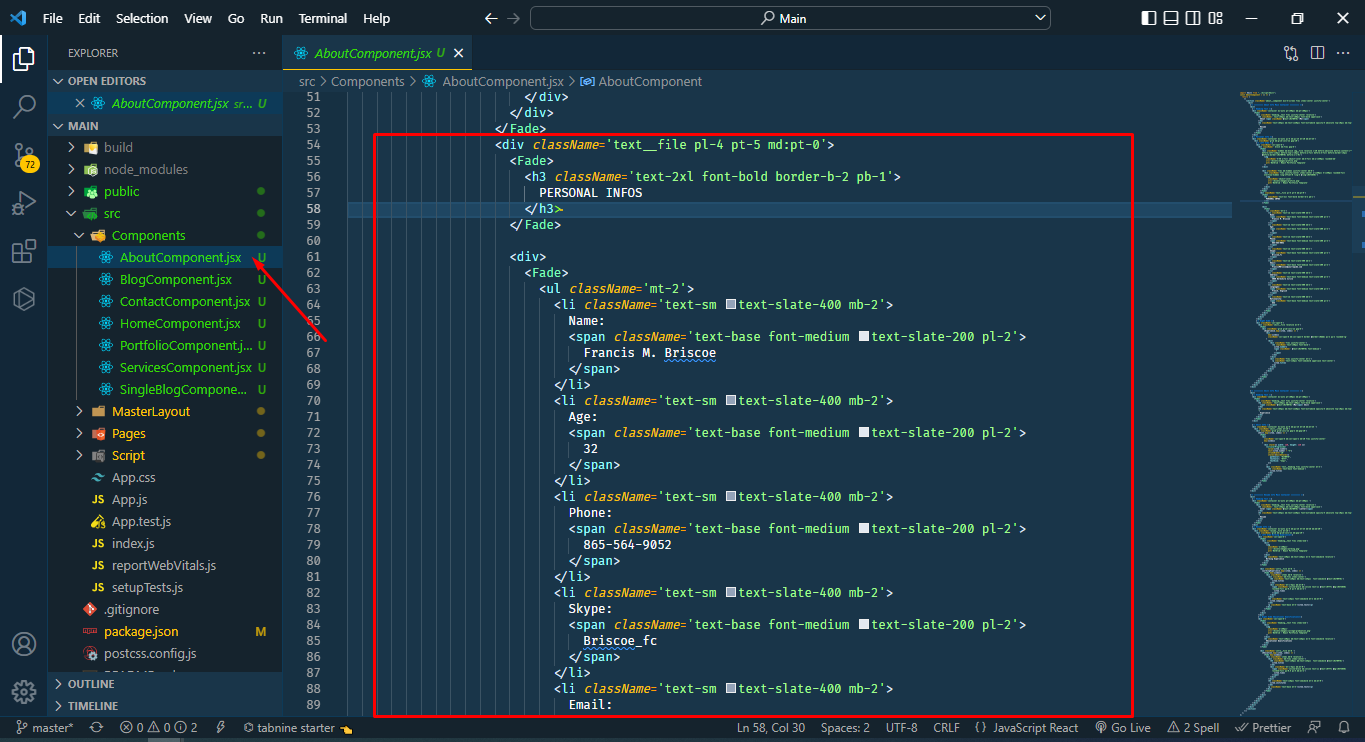 File Edit Selection View Go Run Terminal Help
Main
EXPLORER
AboutComponent.jsx U
OPEN EDITORS
src > Components > AboutComponent.jsx > AboutComponent
AboutComponent.jsx sr... U
MAIN
build
node_modules
public
src
Components
AboutComponent.jsx U
BlogComponent.jsx U
ContactComponent.jsx U
HomeComponent.jsx U
PortfolioComponent.j... U
ServicesComponent.jsx U
SingleBlogCompone... U
MasterLayout
Pages
Script
App.css
JS App.js
App.test.js
JS index.js
JS reportWebVitals.js
JS setupTests.js
.gitignore
package.json M
postcss.config.js
OUTLINE
TIMELINE
72
51 </div>
52 </div>
53 </Fade>
54 <div className='text__file pl-4 pt-5 md:pt-0'>
55 <Fade>
56 <h3 className='text-2xl font-bold border-b-2 pb-1'>
57 PERSONAL INFOS
58 </h3>
59 </Fade>
60
61 <div>
62 <Fade>
63 <ul className='mt-2'>
64 <li className='text-sm text-slate-400 mb-2'>
65 Name:
66 <span className='text-base font-medium text-slate-200 pl-2'>
67 Francis M. Briscoe
68 </span>
69 </li>
70 <li className='text-sm text-slate-400 mb-2'>
71 Age:
72 <span className='text-base font-medium text-slate-200 pl-2'>
73 32
74 </span>
75 </li>
76 <li className='text-sm text-slate-400 mb-2'>
77 Phone:
78 <span className='text-base font-medium text-slate-200 pl-2'>
79 865-564-9052
80 </span>
81 </li>
82 <li className='text-sm text-slate-400 mb-2'>
83 Skype:
84 <span className='text-base font-medium text-slate-200 pl-2'>
85 Briscoe_fc
86 </span>
87 </li>
88 <li className='text-sm text-slate-400 mb-2'>
89 Email:
master* 0 0 2 tabnine starter Ln 58, Col 30 Spaces: 2 UTF-8 CRLF { } JavaScript React Go Live 2 Spell Prettier